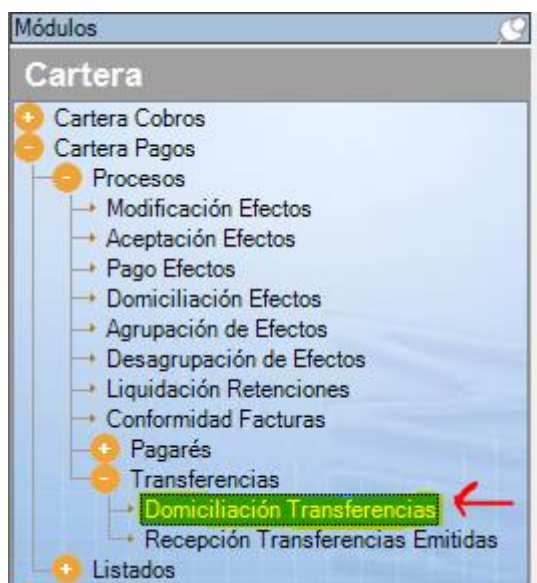 Módulos
Cartera
Cartera Cobros
Cartera Pagos
Procesos
Modificación Efectos
Aceptación Efectos
Pago Efectos
Domiciliación Efectos
Agrupación de Efectos
Desagrupación de Efectos
Liquidación Retenciones
Conformidad Facturas
Pagarés
Transferencias
Domiciliación Transferencias
Recepción Transferencias Emitidas
Listados